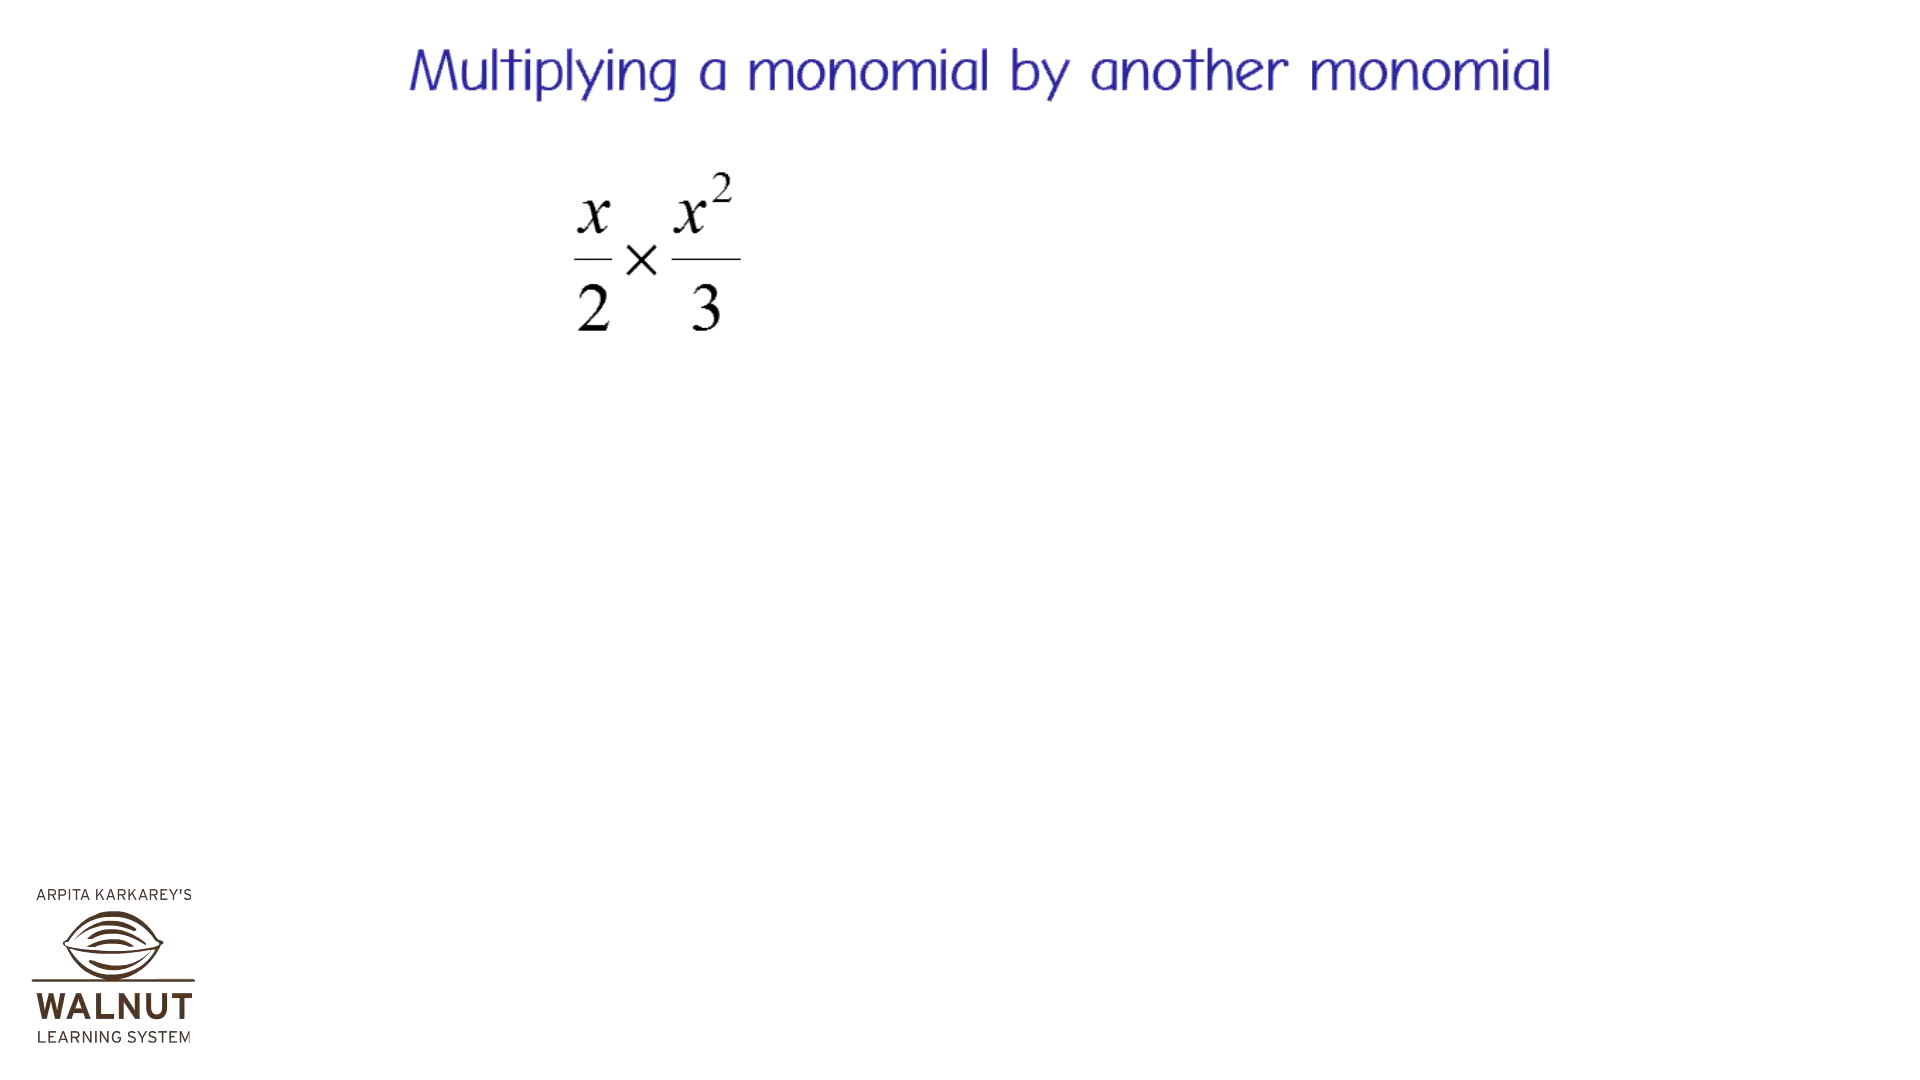 Multiplying a monomial by another monomial
x/2 × x²/3
ARPITA KARKAREY'S
WALNUT
LEARNING SYSTEM